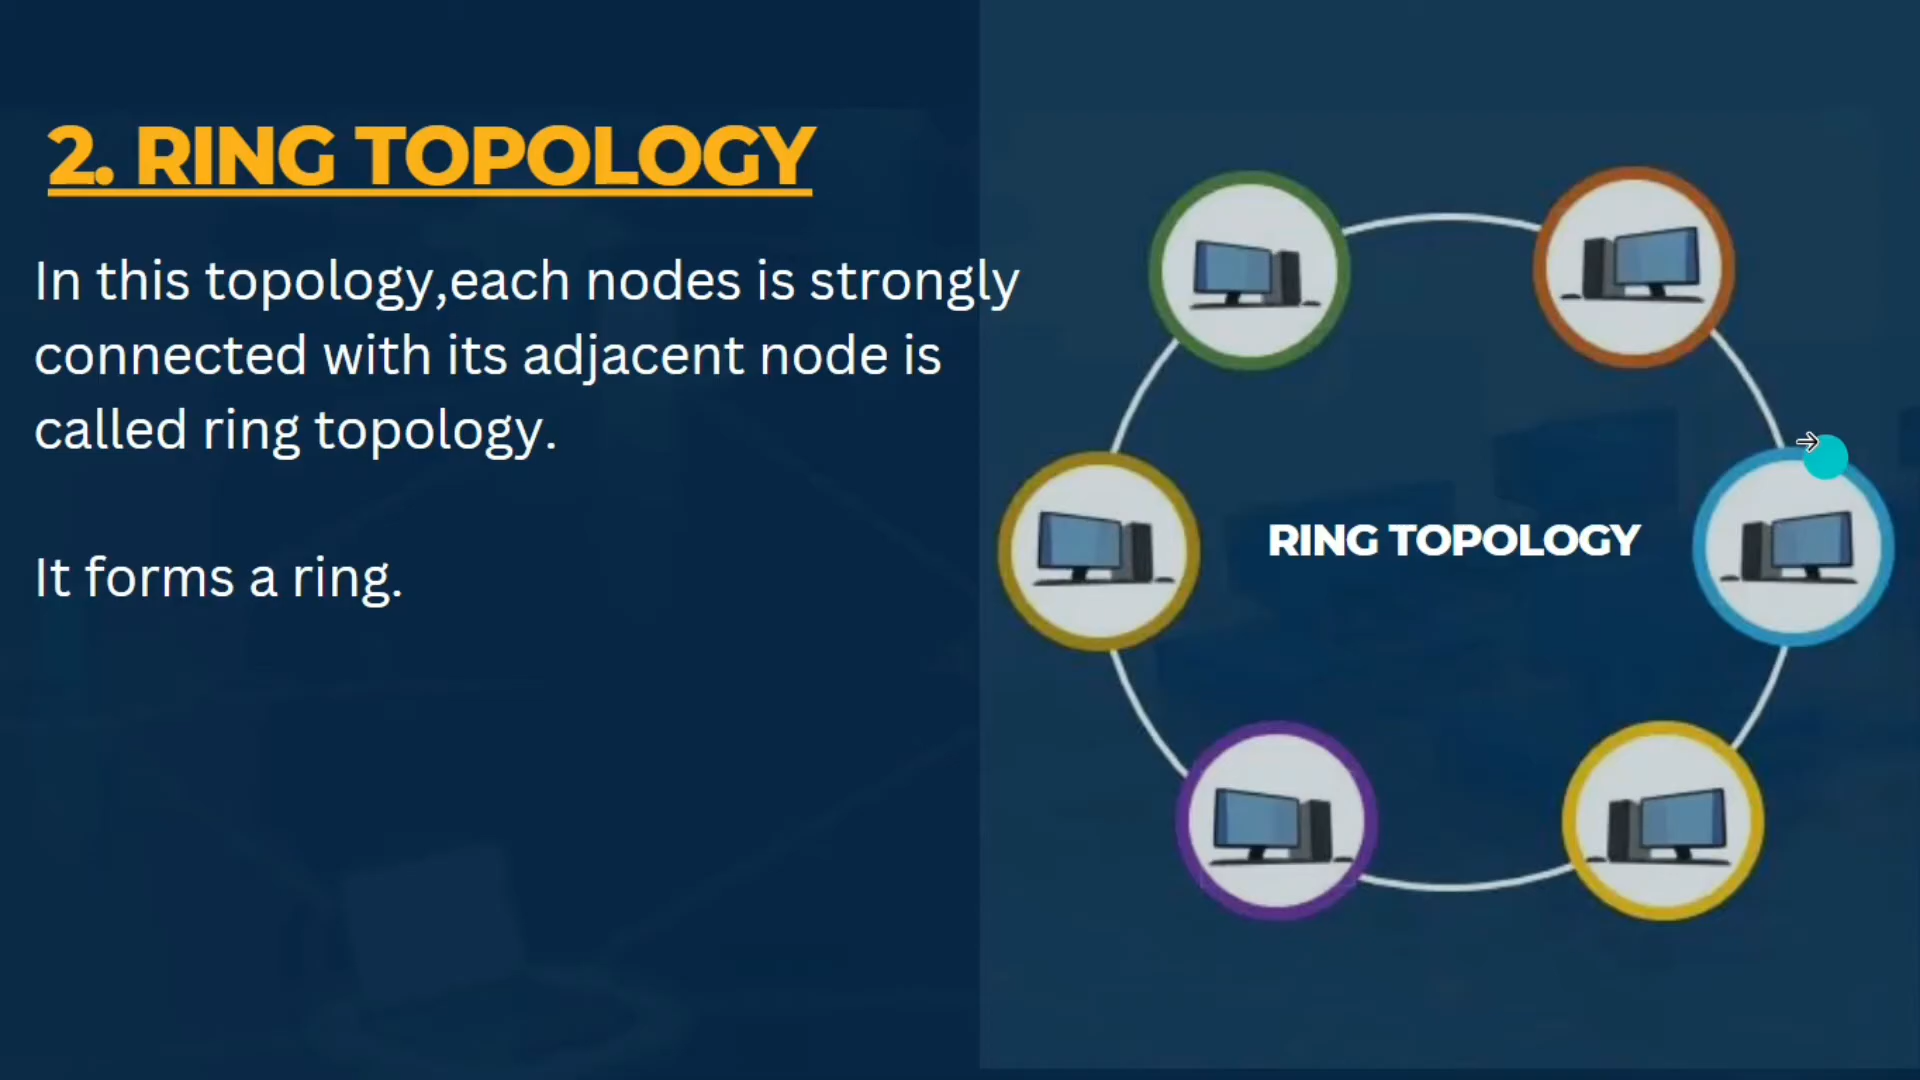 2. RING TOPOLOGY
In this topology,each nodes is strongly
connected with its adjacent node is
called ring topology.
It forms a ring.
RING TOPOLOGY